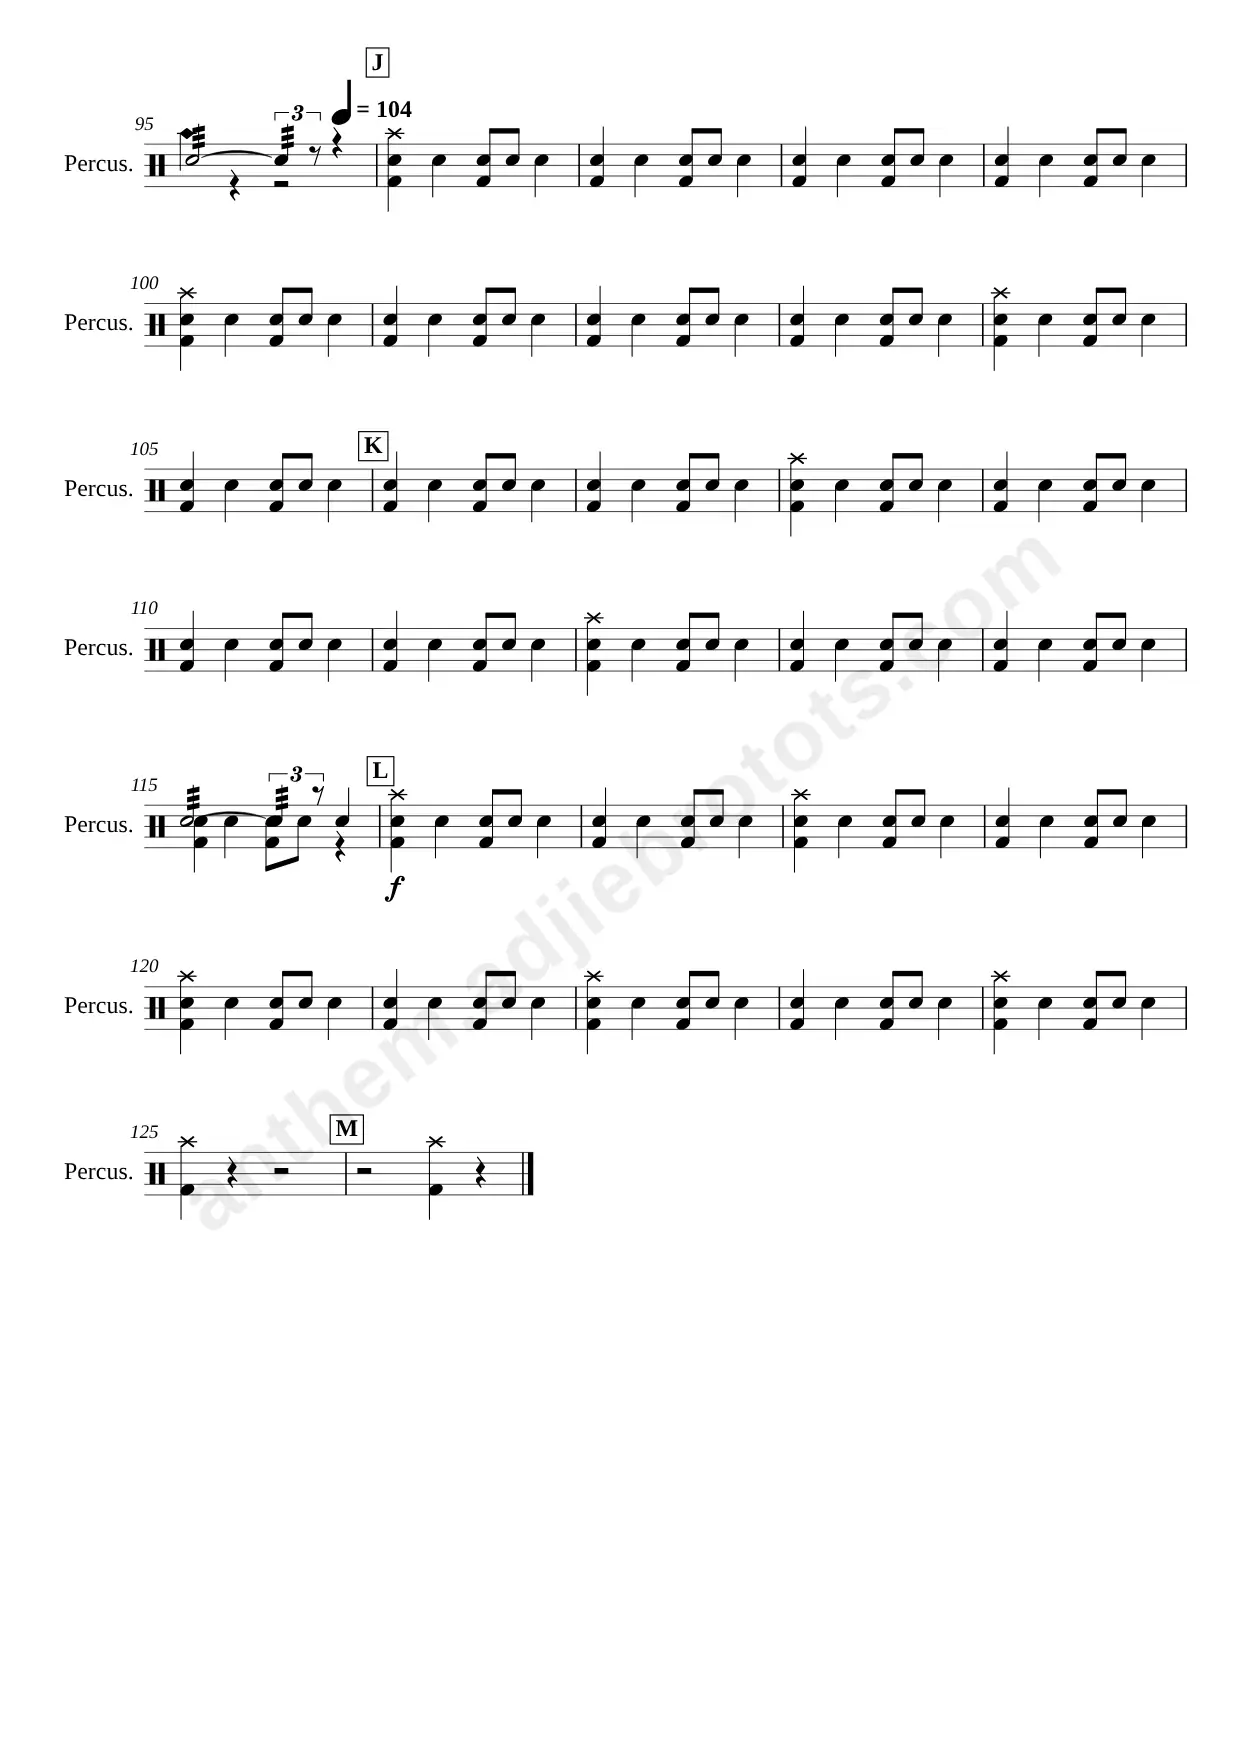 J
= 104
3
95
Percus.
100
Percus.
105
K
Percus.
110
Percus.
115
3
L
Percus.
f
120
Percus.
125
M
Percus.
anthem.adjiebrotots.com